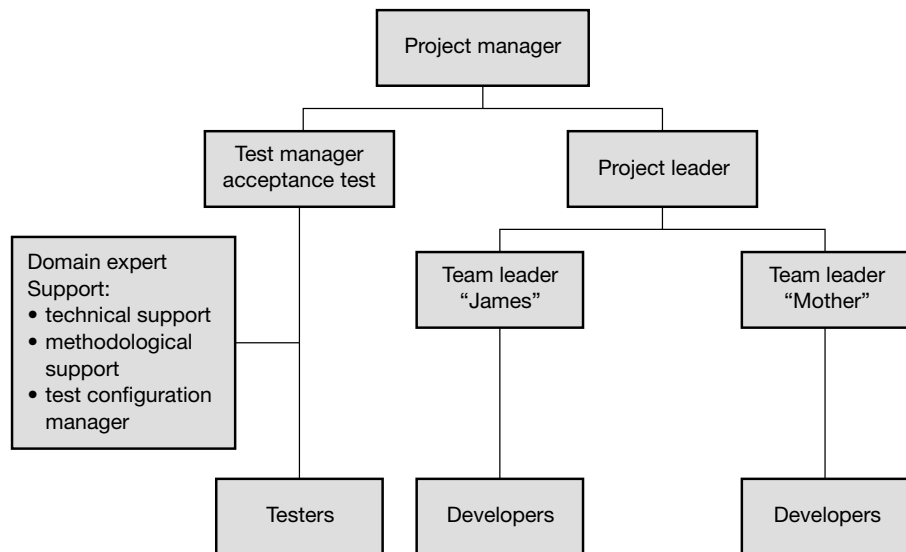 Project manager
Test manager
acceptance test
Project leader
Domain expert
Support:
• technical support
• methodological
support
• test configuration
manager
Team leader
“James”
Team leader
“Mother”
Testers
Developers
Developers